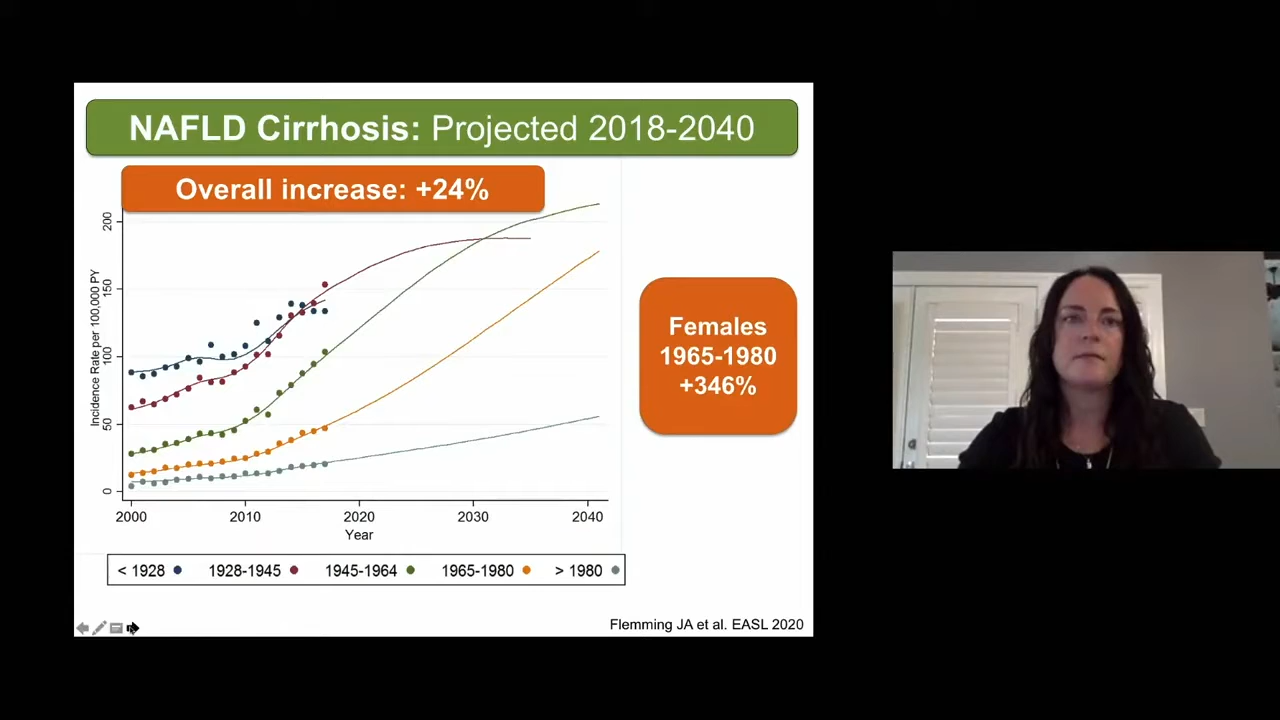 NAFLD Cirrhosis: Projected 2018-2040
Overall increase: +24%
Incidence Rate per 100,000 PY
200
150
100
50
0
2000 2010 2020 2030 2040
Year
Females
1965-1980
+346%
< 1928 1928-1945 1945-1964 1965-1980 > 1980
Flemming JA et al. EASL 2020